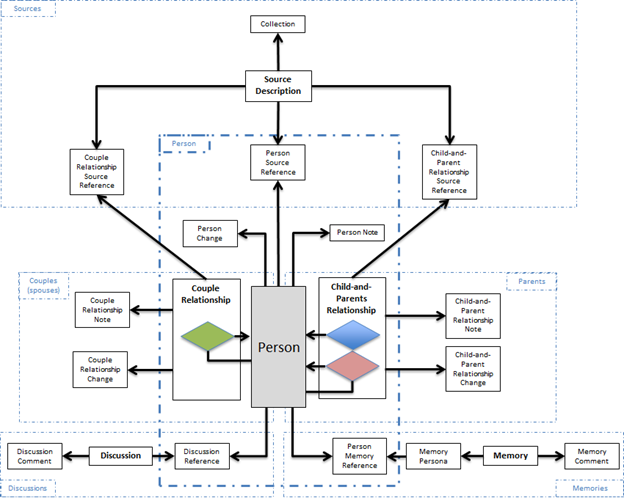 Sources
Collection
Source
Description
Person
Couple
Relationship
Source
Reference
Person
Source
Reference
Child-and-
Parent
Relationship
Source
Reference
Person
Change
Person Note
Couples
(spouses)
Parents
Couple
Relationship
Child-and-
Parents
Relationship
Couple
Relationship
Note
Child-and-
Parent
Relationship
Note
Person
Couple
Relationship
Change
Child-and-
Parent
Relationship
Change
Discussion
Comment
Discussion
Discussion
Reference
Person
Memory
Reference
Memory
Persona
Memory
Memory
Comment
Discussions
Memories